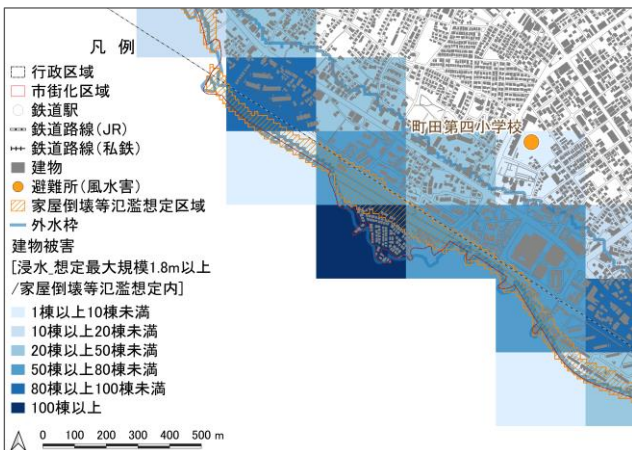 凡 例
行政区域
市街化区域
鉄道駅
鉄道路線(JR)
鉄道路線(私鉄)
建物
避難所(風水害)
家屋倒壊等氾濫想定区域
外水枠
建物被害
[浸水_想定最大規模1.8m以上
/家屋倒壊等氾濫想定内]
1棟以上10棟未満
10棟以上20棟未満
20棟以上50棟未満
50棟以上80棟未満
80棟以上100棟未満
100棟以上
0 100 200 300 400 500 m
町田第四小学校